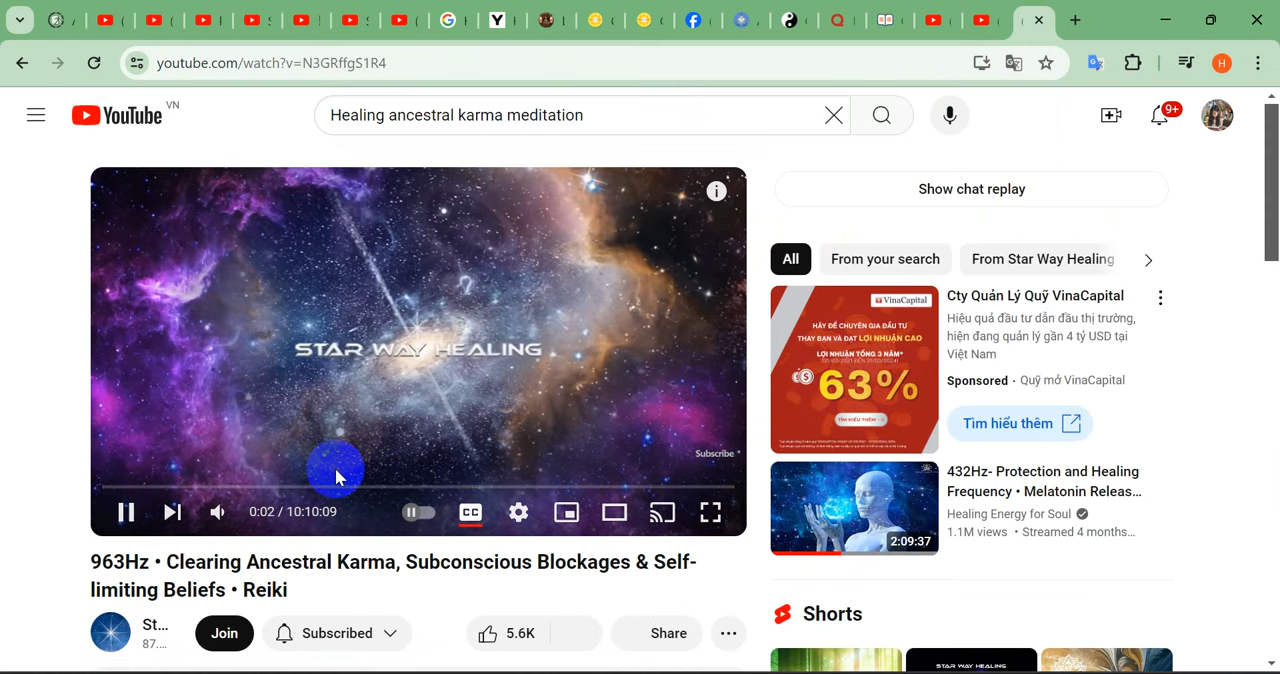 youtube.com/watch?v=N3GRffgS1R4
H
YouTube VN
Healing ancestral karma meditation
9+
STAR WAY HEALING
Subscribe
0:02 / 10:10:09
CC
963Hz • Clearing Ancestral Karma, Subconscious Blockages & Self-
limiting Beliefs • Reiki
St...
87....
Join
Subscribed
5.6K
Share
Show chat replay
All
From your search
From Star Way Healing
VinaCapital
HÃY ĐỂ CHUYÊN GIA ĐẦU TƯ
THAY BẠN VÀ ĐẠT LỢI NHUẬN CAO
LỢI NHUẬN TỔNG 3 NĂM*
63%
TÌM HIỂU THÊM
Cty Quản Lý Quỹ VinaCapital
Hiệu quả đầu tư dẫn đầu thị trường,
hiện đang quản lý gần 4 tỷ USD tại
Việt Nam
Sponsored · Quỹ mở VinaCapital
Tìm hiểu thêm
2:09:37
432Hz- Protection and Healing
Frequency • Melatonin Releas...
Healing Energy for Soul
1.1M views • Streamed 4 months...
Shorts
STAR WAY HEALING